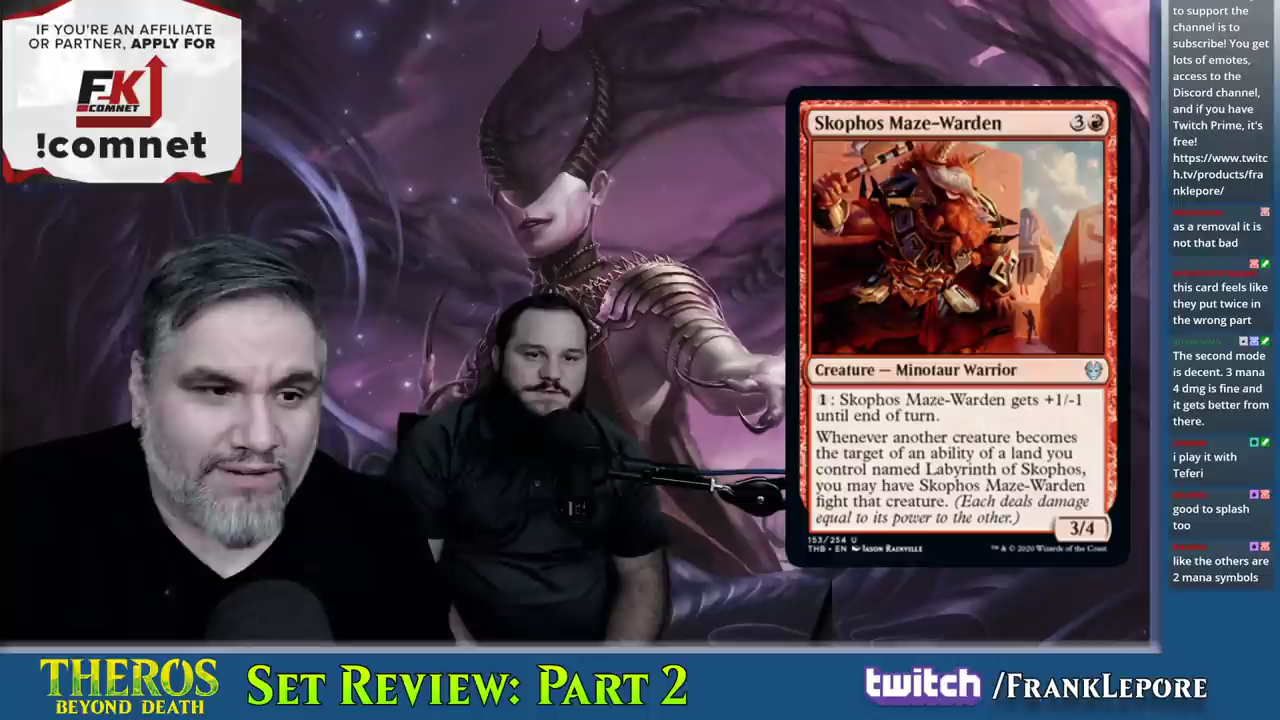 IF YOU'RE AN AFFILIATE
OR PARTNER, APPLY FOR
F2K
COMNET
!comnet
Skophos Maze-Warden 3
Creature — Minotaur Warrior
1 : Skophos Maze-Warden gets +1/-1
until end of turn.
Whenever another creature becomes
the target of an ability of a land you
control named Labyrinth of Skophos,
you may have Skophos Maze-Warden
fight that creature. (Each deals damage
equal to its power to the other.)
3/4
153/254 U
THB • EN JASON RAINVILLE
™ & © 2020 Wizards of the Coast
to support the
channel is to
subscribe! You get
lots of emotes,
access to the
Discord channel,
and if you have
Twitch Prime, it's
free!
https://www.twitc
h.tv/products/fra
nklepore/
as a removal it is
not that bad
this card feels like
they put twice in
the wrong part
The second mode
is decent. 3 mana
4 dmg is fine and
it gets better from
there.
i play it with
Teferi
good to splash
too
like the others are
2 mana symbols
THEROS
BEYOND DEATH
SET REVIEW: PART 2
twitch /FRANKLEPORE